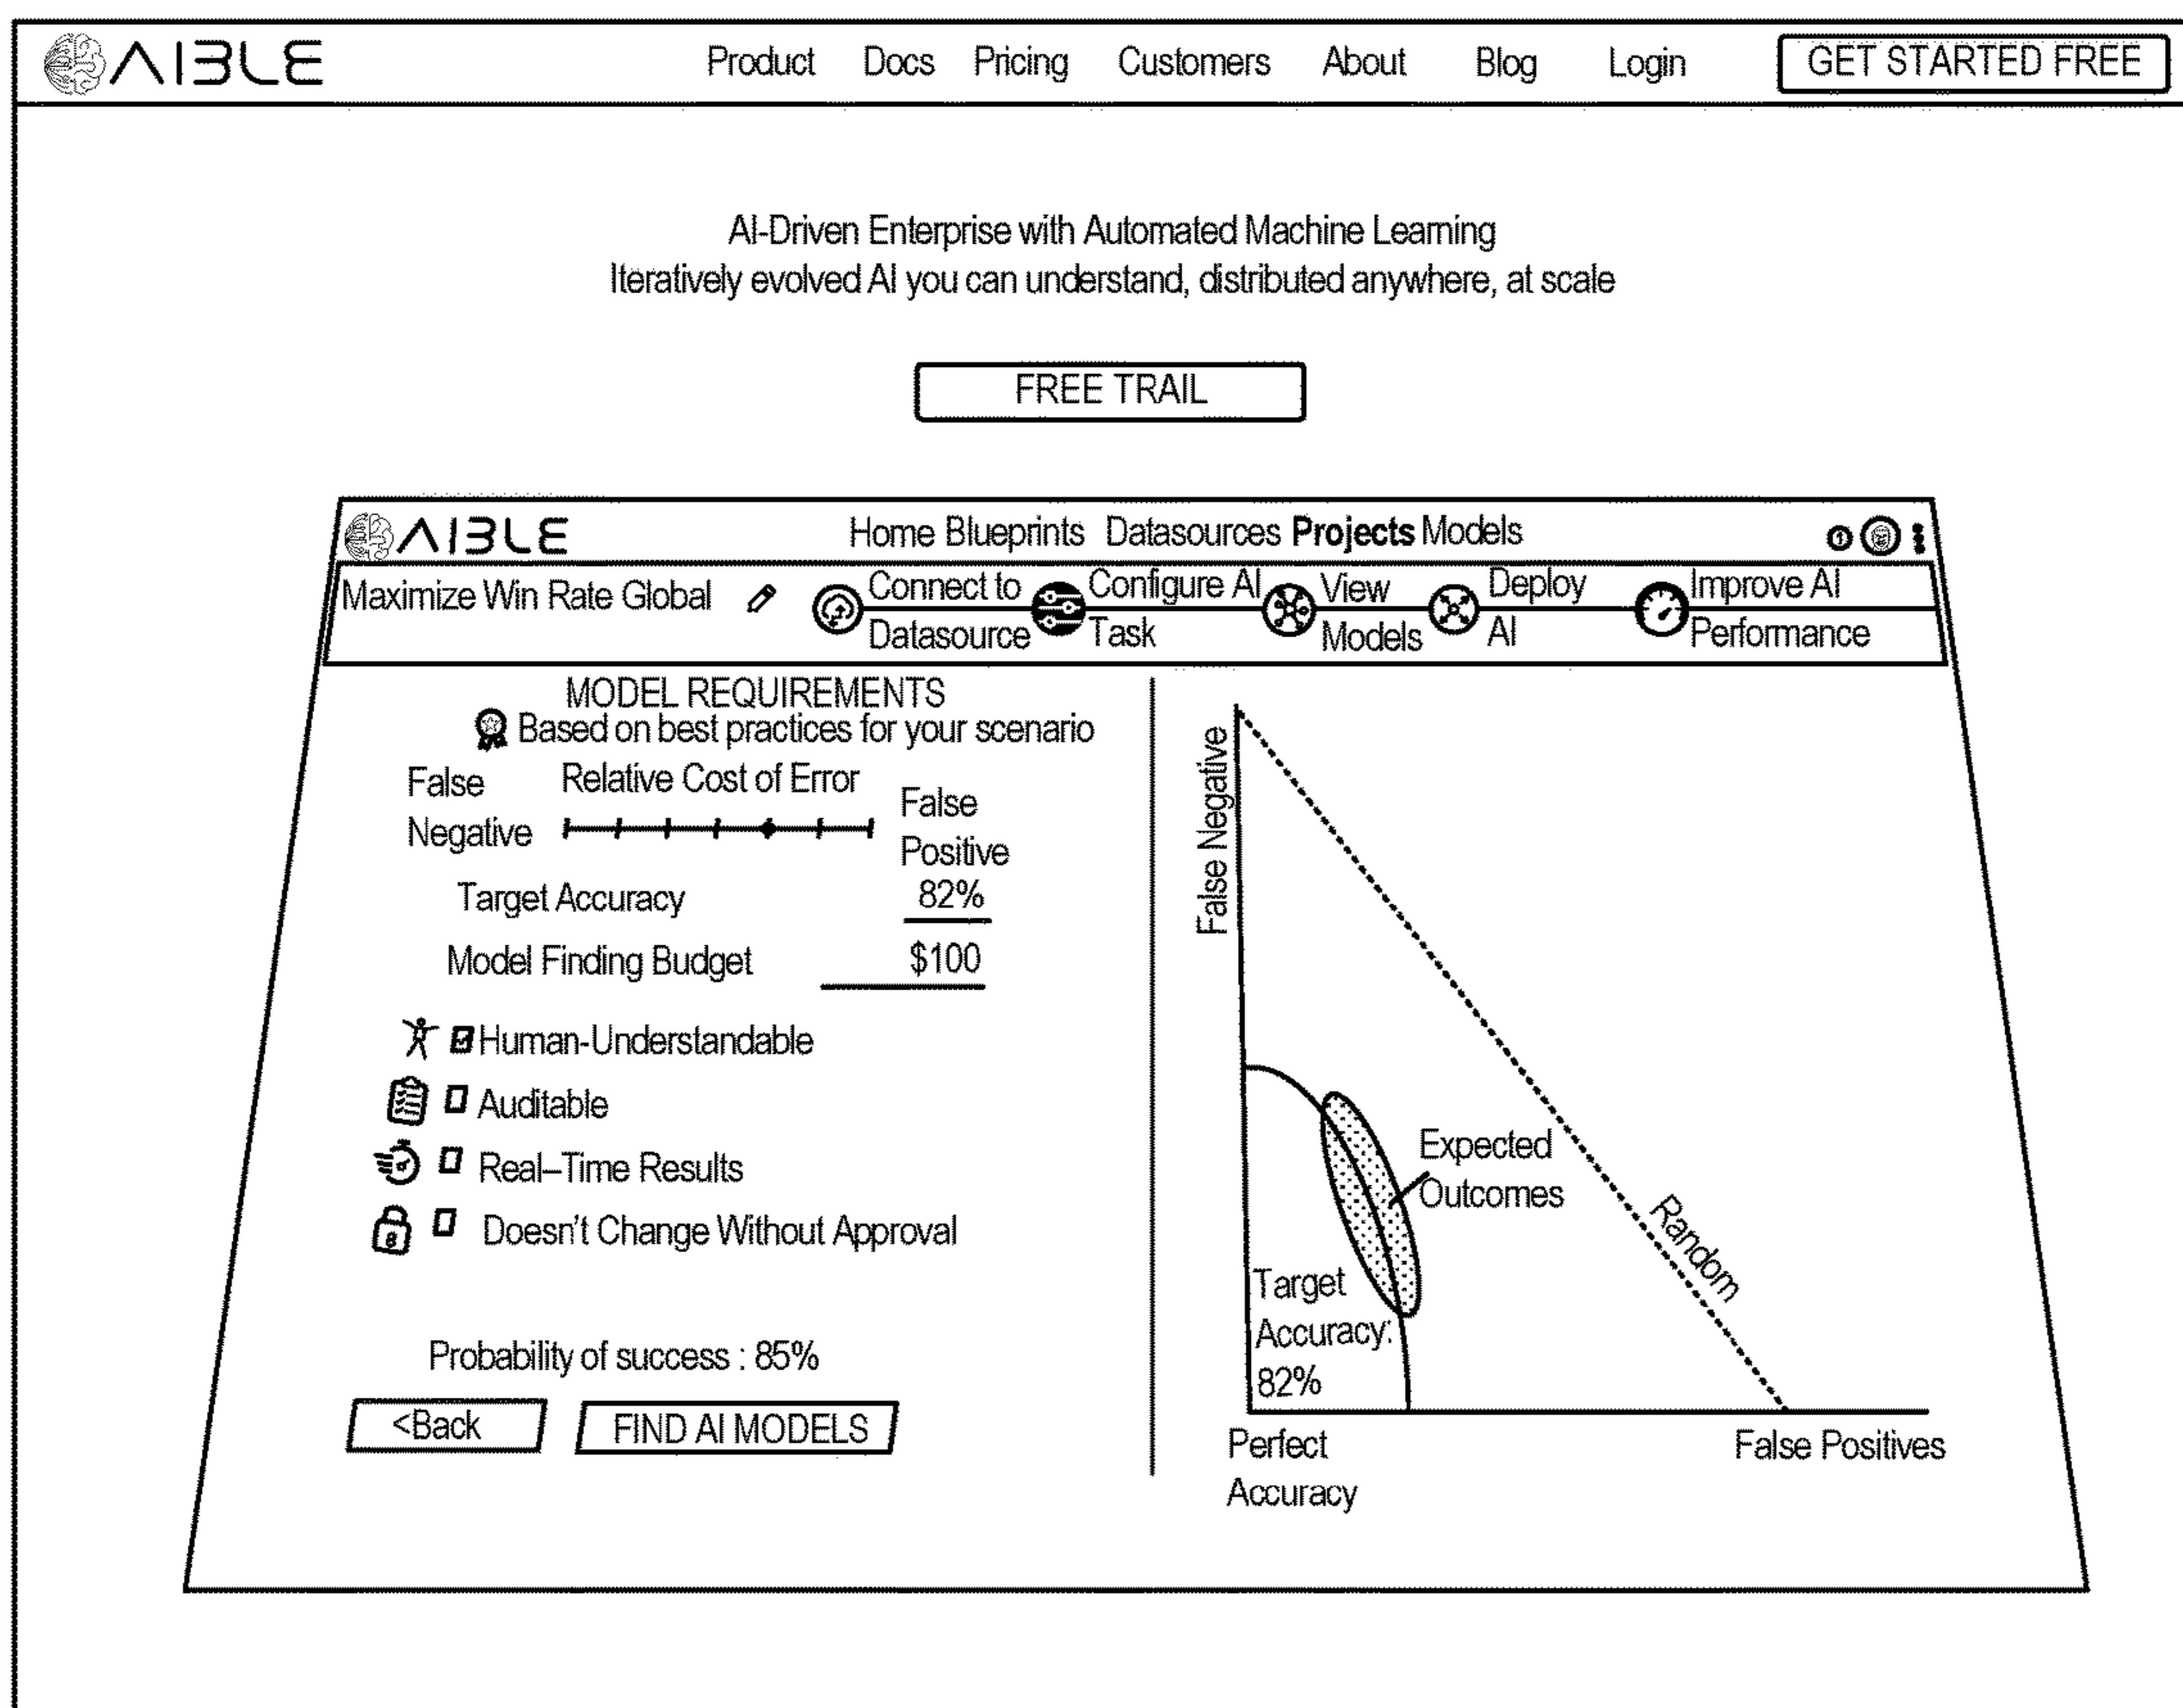 AIBLE Product Docs Pricing Customers About Blog Login GET STARTED FREE
AI-Driven Enterprise with Automated Machine Learning
Iteratively evolved AI you can understand, distributed anywhere, at scale
FREE TRAIL
AIBLE Home Blueprints Datasources Projects Models 1
Maximize Win Rate Global
Connect to
Datasource
Configure AI
Task
View
Models
Deploy
AI
Improve AI
Performance
MODEL REQUIREMENTS
Based on best practices for your scenario
False
Negative
Relative Cost of Error
False
Positive
Target Accuracy 82%
Model Finding Budget $100
Human-Understandable
Auditable
Real–Time Results
Doesn't Change Without Approval
Probability of success : 85%
<Back FIND AI MODELS
False Negative
Expected
Outcomes
Random
Target
Accuracy:
82%
Perfect
Accuracy
False Positives